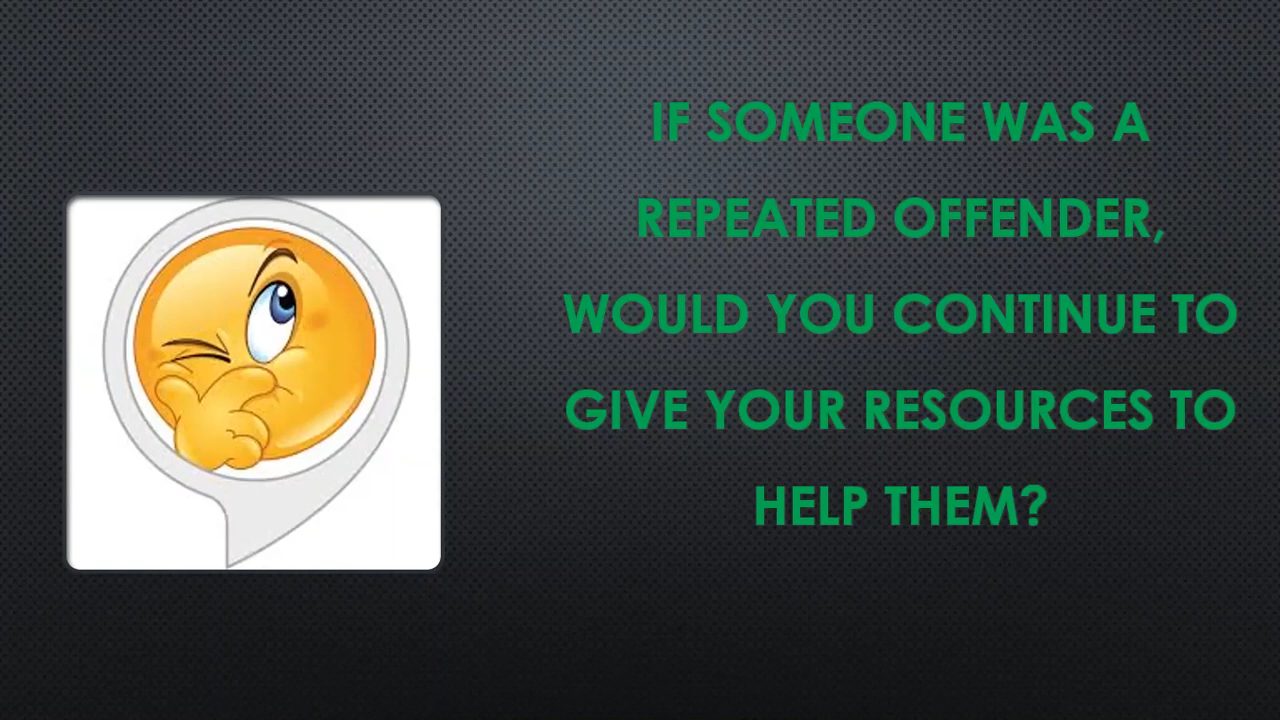 IF SOMEONE WAS A
REPEATED OFFENDER,
WOULD YOU CONTINUE TO
GIVE YOUR RESOURCES TO
HELP THEM?